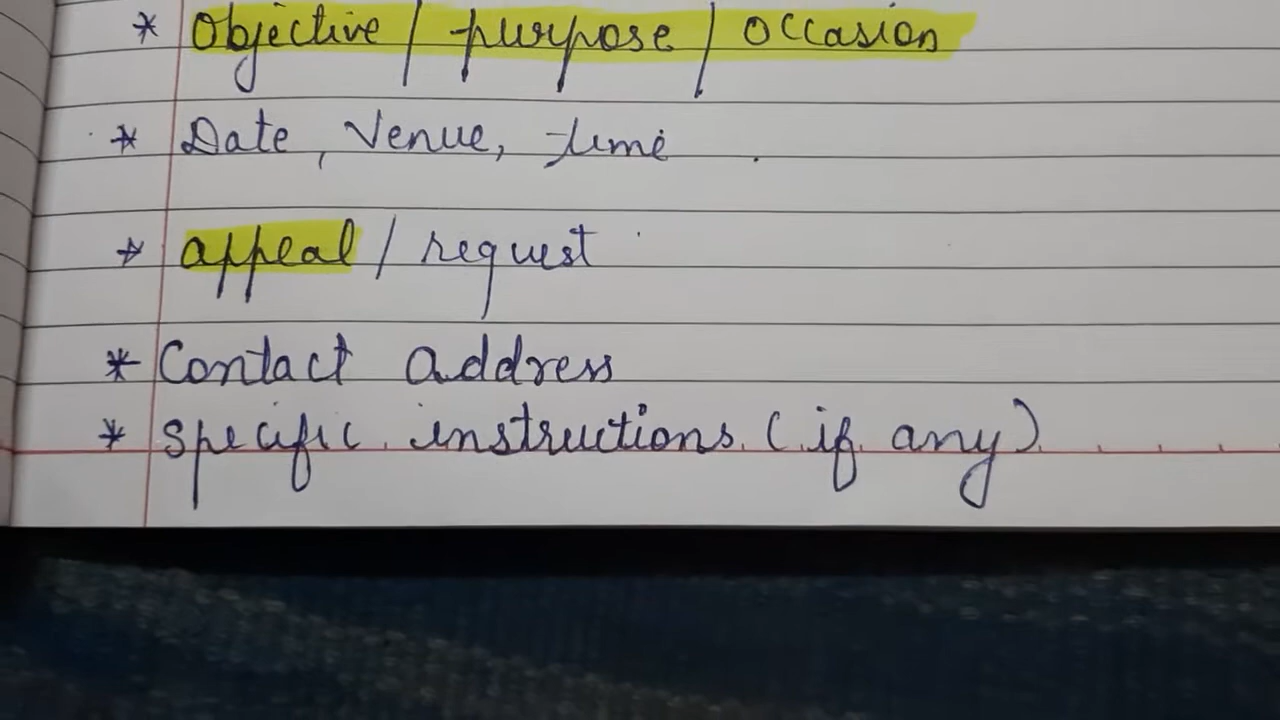 * Objective / purpose / occasion
* Date, Venue, time
* appeal / request
* Contact address
* specific instructions (if any)